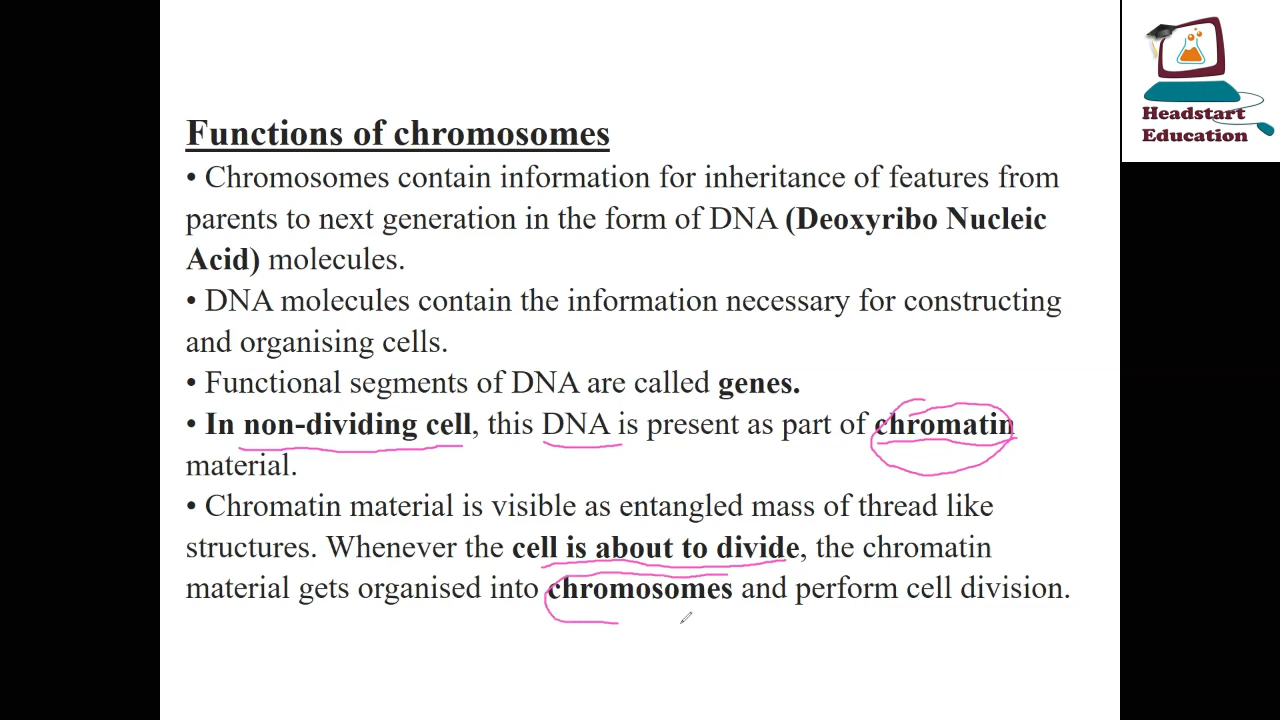 Headstart
Education
Functions of chromosomes
• Chromosomes contain information for inheritance of features from
parents to next generation in the form of DNA (Deoxyribo Nucleic
Acid) molecules.
• DNA molecules contain the information necessary for constructing
and organising cells.
• Functional segments of DNA are called genes.
• In non-dividing cell, this DNA is present as part of chromatin
material.
• Chromatin material is visible as entangled mass of thread like
structures. Whenever the cell is about to divide, the chromatin
material gets organised into chromosomes and perform cell division.